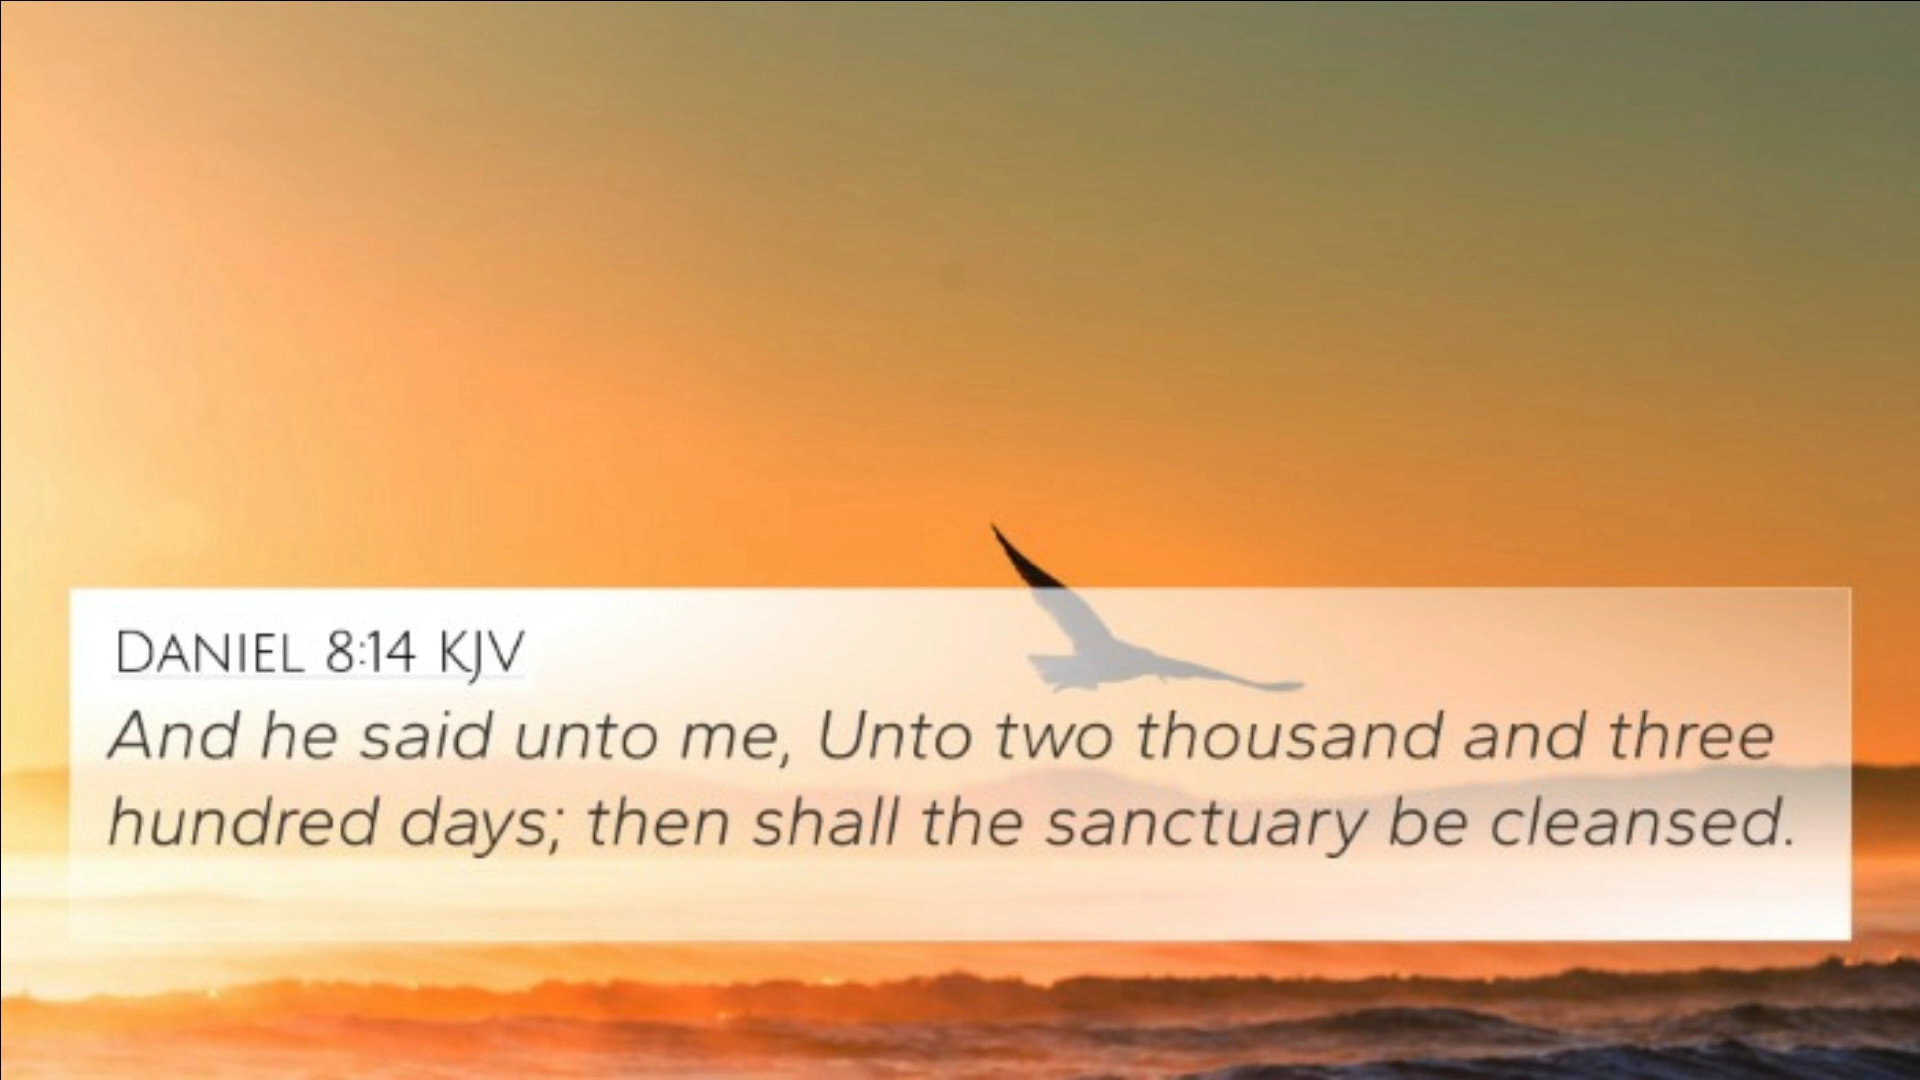 DANIEL 8:14 KJV
And he said unto me, Unto two thousand and three
hundred days; then shall the sanctuary be cleansed.